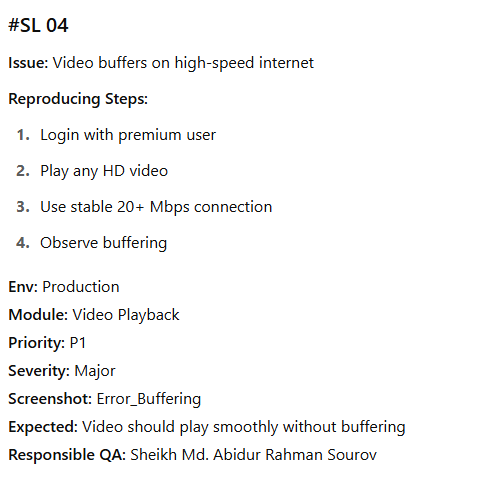 #SL 04
Issue: Video buffers on high-speed internet
Reproducing Steps:
1. Login with premium user
2. Play any HD video
3. Use stable 20+ Mbps connection
4. Observe buffering
Env: Production
Module: Video Playback
Priority: P1
Severity: Major
Screenshot: Error_Buffering
Expected: Video should play smoothly without buffering
Responsible QA: Sheikh Md. Abidur Rahman Sourov